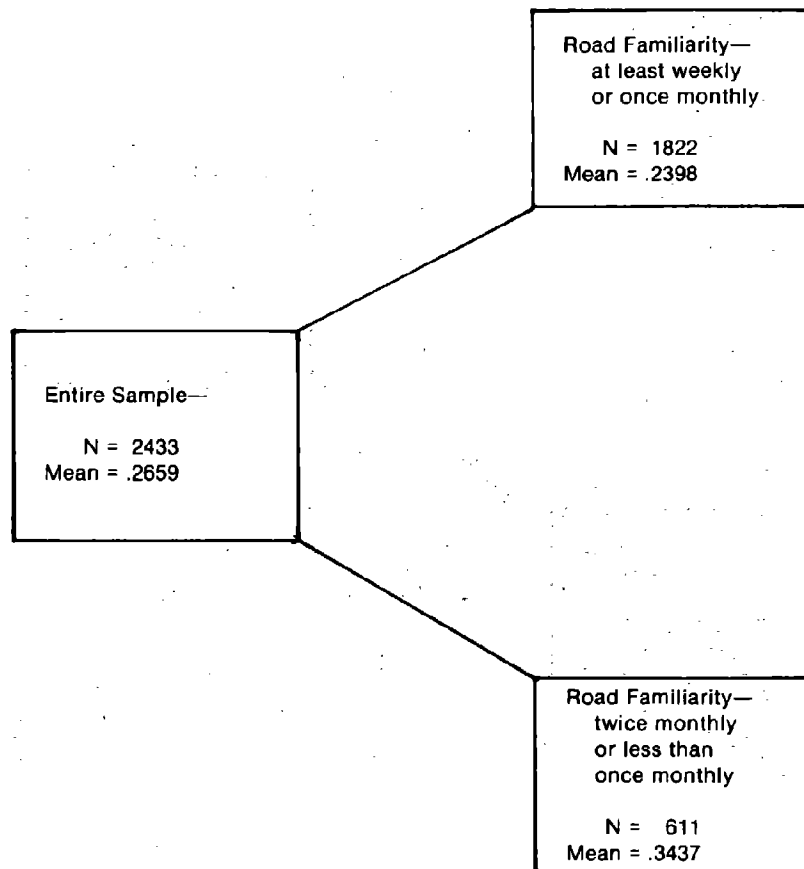 Road Familiarity—
at least weekly
or once monthly
N = 1822
Mean = .2398
Entire Sample—
N = 2433
Mean = .2659
Road Familiarity—
twice monthly
or less than
once monthly
N = 611
Mean = .3437